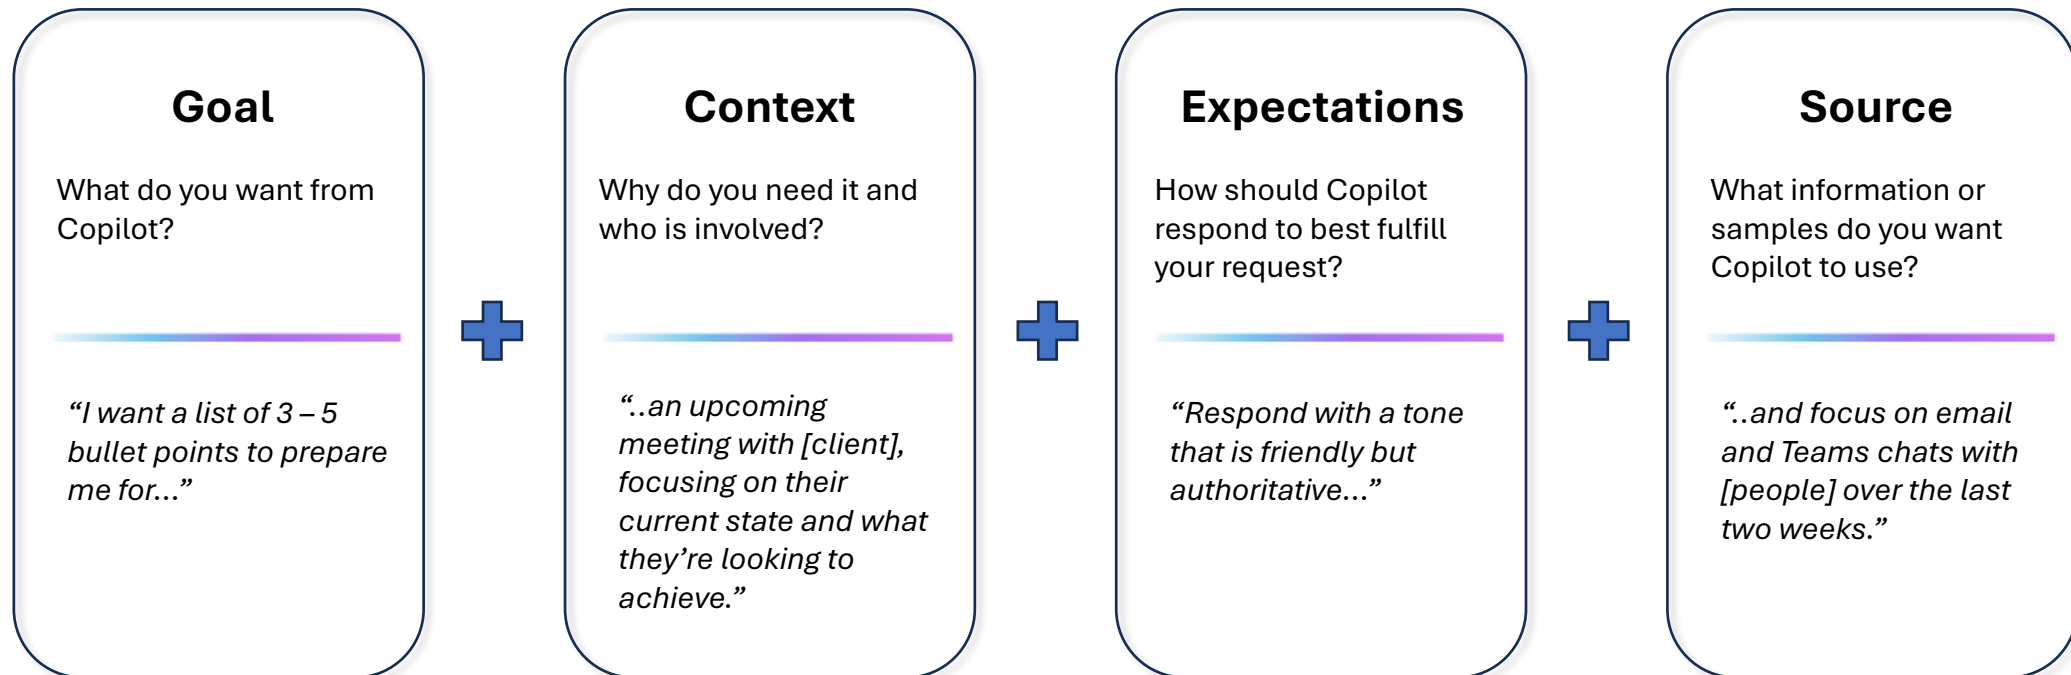 Goal
What do you want from
Copilot?
“I want a list of 3 – 5
bullet points to prepare
me for...”
Context
Why do you need it and
who is involved?
“..an upcoming
meeting with [client],
focusing on their
current state and what
they’re looking to
achieve.”
Expectations
How should Copilot
respond to best fulfill
your request?
“Respond with a tone
that is friendly but
authoritative...”
Source
What information or
samples do you want
Copilot to use?
“..and focus on email
and Teams chats with
[people] over the last
two weeks.”